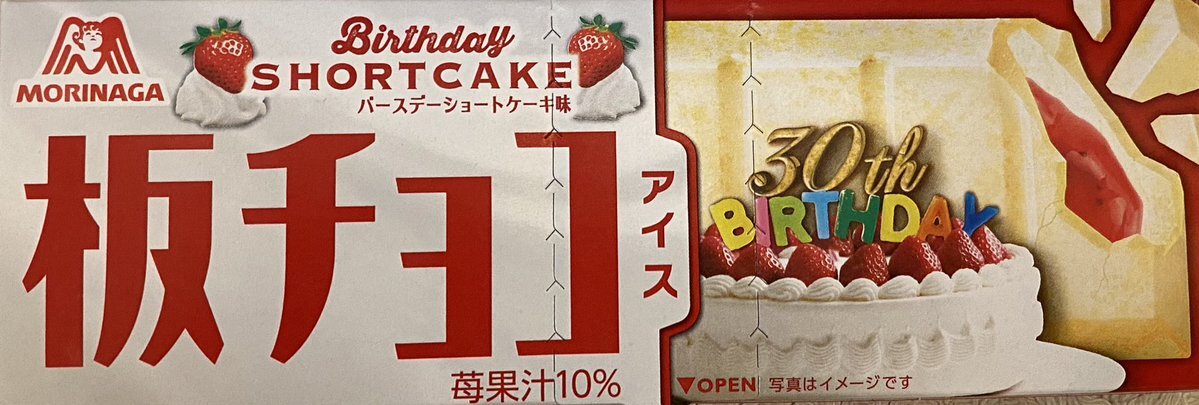 MORINAGA
Birthday
SHORTCAKE
バースデーショートケーキ味
板チョコ
アイス
苺果汁10%
30th
BIRTHDAY
▼OPEN 写真はイメージです